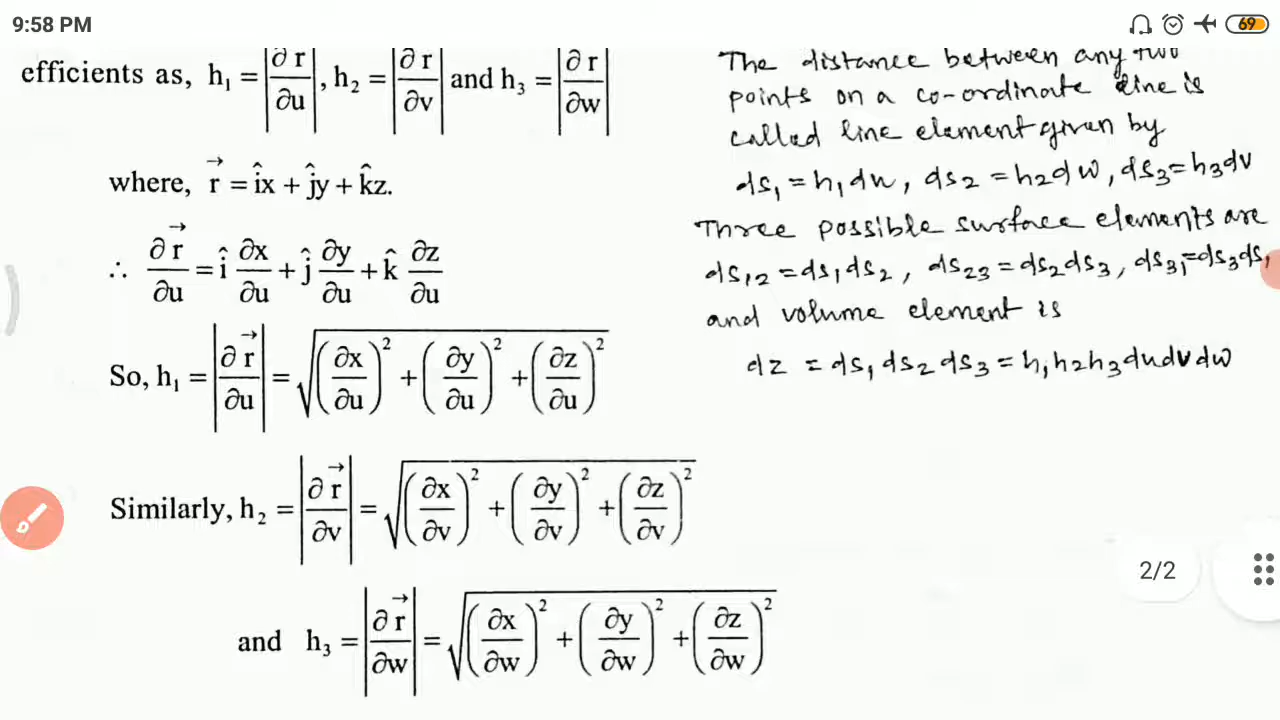 9:58 PM
69
efficients as, h₁ = |∂r/∂u|, h₂ = |∂r/∂v| and h₃ = |∂r/∂w|
where, r⃗ = îx + ĵy + k̂z.
∴ ∂r⃗/∂u = î ∂x/∂u + ĵ ∂y/∂u + k̂ ∂z/∂u
So, h₁ = |∂r⃗/∂u| = √((∂x/∂u)² + (∂y/∂u)² + (∂z/∂u)²)
Similarly, h₂ = |∂r⃗/∂v| = √((∂x/∂v)² + (∂y/∂v)² + (∂z/∂v)²)
and h₃ = |∂r⃗/∂w| = √((∂x/∂w)² + (∂y/∂w)² + (∂z/∂w)²)
The distance between any two
points on a co-ordinate line is
called line element given by
ds₁ = h₁du, ds₂ = h₂dw, ds₃ = h₃dv
Three possible surface elements are
ds₁₂ = ds₁ds₂, ds₂₃ = ds₂ds₃, ds₃₁ = ds₃ds₁
and volume element is
dz = ds₁ds₂ds₃ = h₁h₂h₃dudvdw
2/2